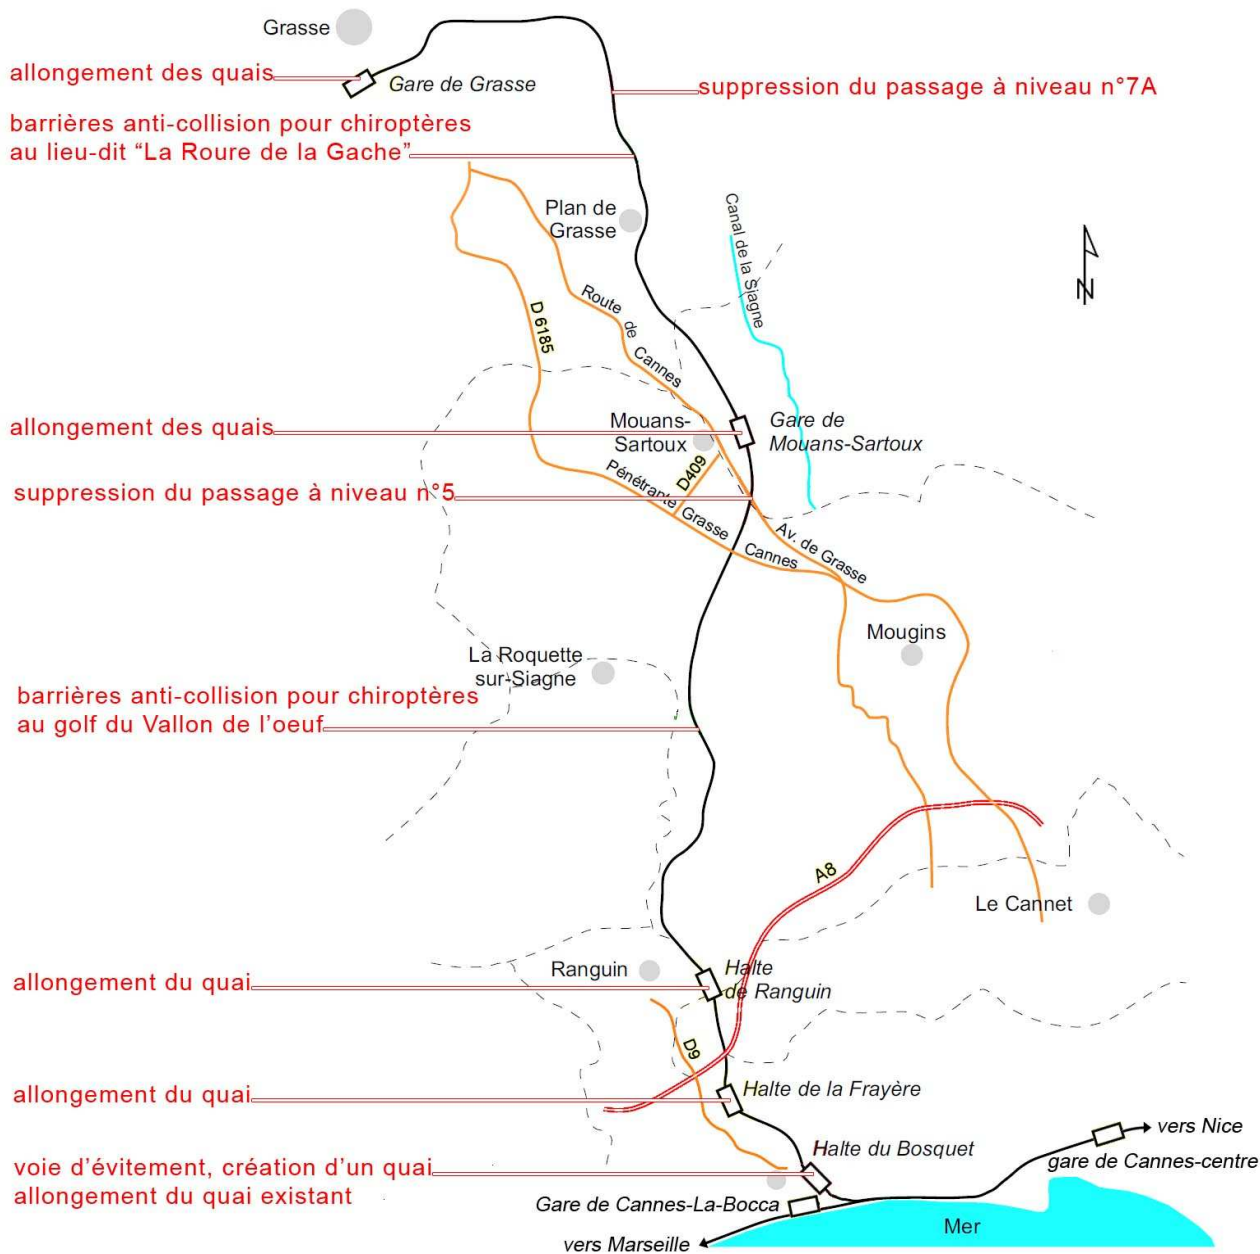 Grasse
allongement des quais
Gare de Grasse
suppression du passage à niveau n°7A
barrières anti-collision pour chiroptères
au lieu-dit “La Roure de la Gache”
Plan de
Grasse
Canal de la Siagne
N
D 6185
Route de Cannes
allongement des quais
Mouans-
Sartoux
Gare de
Mouans-Sartoux
D409
suppression du passage à niveau n°5
Pénétrante Grasse Cannes
Av. de Grasse
Mougins
La Roquette
sur-Siagne
barrières anti-collision pour chiroptères
au golf du Vallon de l’oeuf
A8
Le Cannet
Ranguin
Halte
de Ranguin
allongement du quai
D9
allongement du quai
Halte de la Frayère
vers Nice
gare de Cannes-centre
Halte du Bosquet
voie d’évitement, création d’un quai
allongement du quai existant
Gare de Cannes-La-Bocca
Mer
vers Marseille